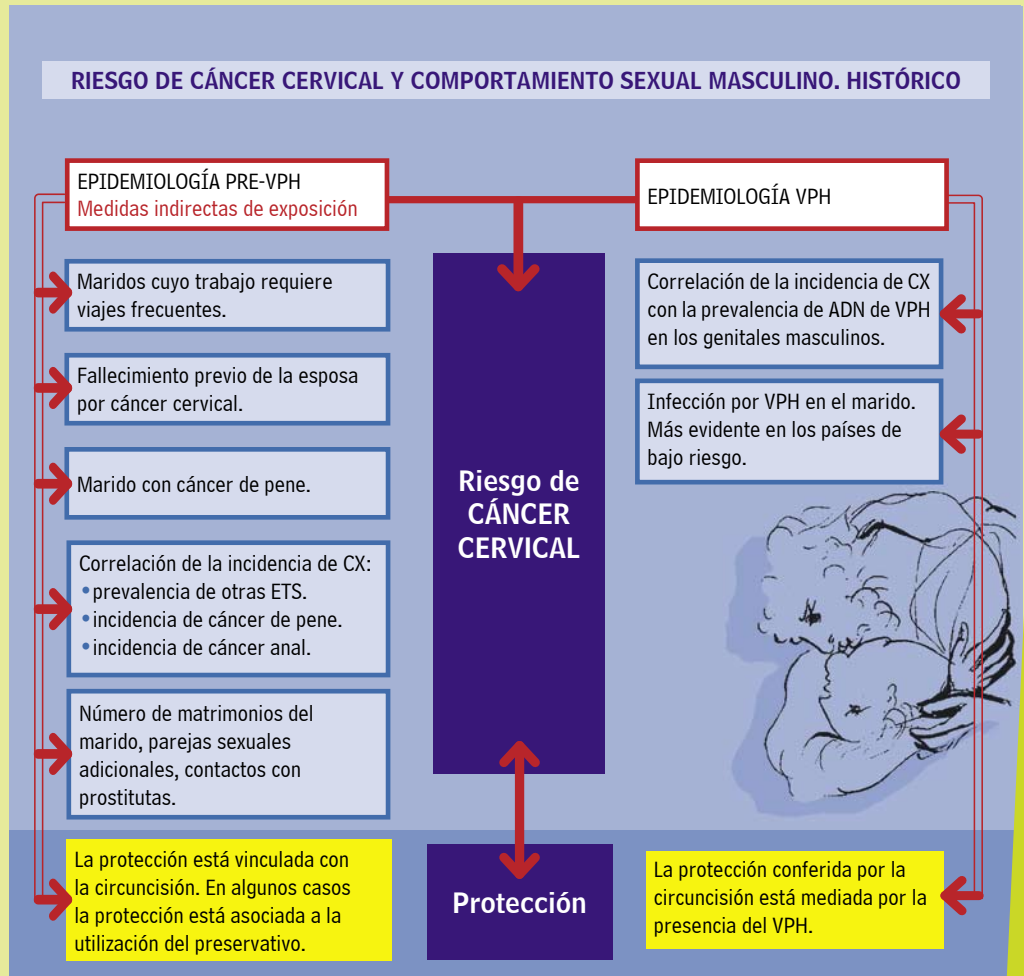 RIESGO DE CÁNCER CERVICAL Y COMPORTAMIENTO SEXUAL MASCULINO. HISTÓRICO
EPIDEMIOLOGÍA PRE-VPH
Medidas indirectas de exposición
Maridos cuyo trabajo requiere
viajes frecuentes.
Fallecimiento previo de la esposa
por cáncer cervical.
Marido con cáncer de pene.
Correlación de la incidencia de CX:
• prevalencia de otras ETS.
• incidencia de cáncer de pene.
• incidencia de cáncer anal.
Número de matrimonios del
marido, parejas sexuales
adicionales, contactos con
prostitutas.
La protección está vinculada con
la circuncisión. En algunos casos
la protección está asociada a la
utilización del preservativo.
Riesgo de
CÁNCER
CERVICAL
Protección
EPIDEMIOLOGÍA VPH
Correlación de la incidencia de CX
con la prevalencia de ADN de VPH
en los genitales masculinos.
Infección por VPH en el marido.
Más evidente en los países de
bajo riesgo.
La protección conferida por la
circuncisión está mediada por la
presencia del VPH.